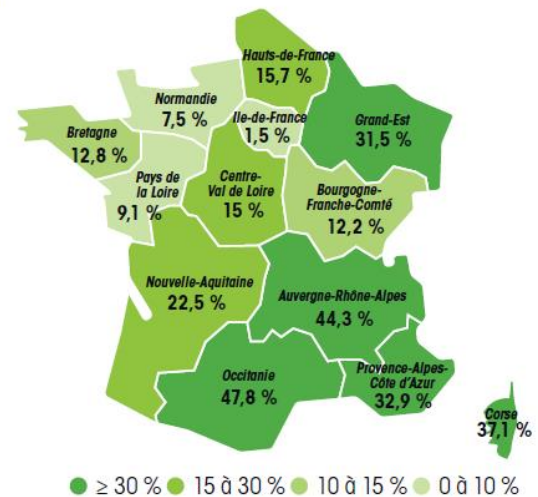 Hauts-de-France
15,7 %
Normandie
7,5 %
Ile-de-France
1,5 %
Grand-Est
31,5 %
Bretagne
12,8 %
Pays de
la Loire
9,1 %
Centre-
Val de Loire
15 %
Bourgogne-
Franche-Comté
12,2 %
Nouvelle-Aquitaine
22,5 %
Auvergne-Rhône-Alpes
44,3 %
Occitanie
47,8 %
Provence-Alpes-
Côte d'Azur
32,9 %
Corse
37,1 %
≥ 30 % 15 à 30 % 10 à 15 % 0 à 10 %